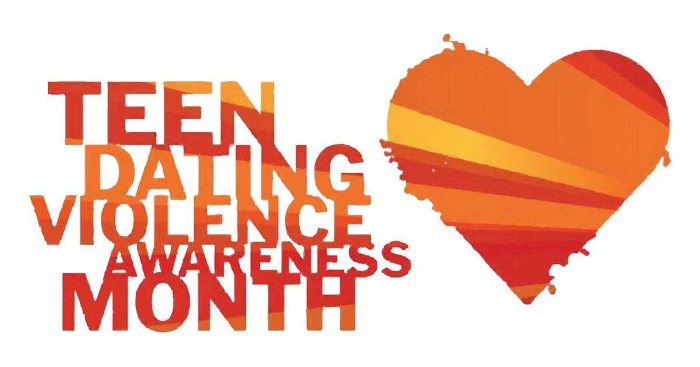 TEEN
DATING
VIOLENCE
AWARENESS
MONTH